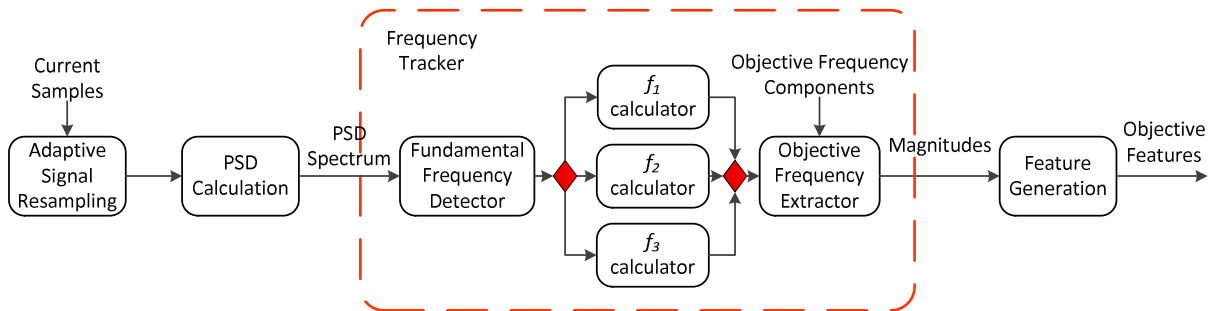 Frequency
Tracker
Current
Samples
Adaptive
Signal
Resampling
PSD
Calculation
PSD
Spectrum
Fundamental
Frequency
Detector
f1
calculator
f2
calculator
f3
calculator
Objective Frequency
Components
Objective
Frequency
Extractor
Magnitudes
Feature
Generation
Objective
Features